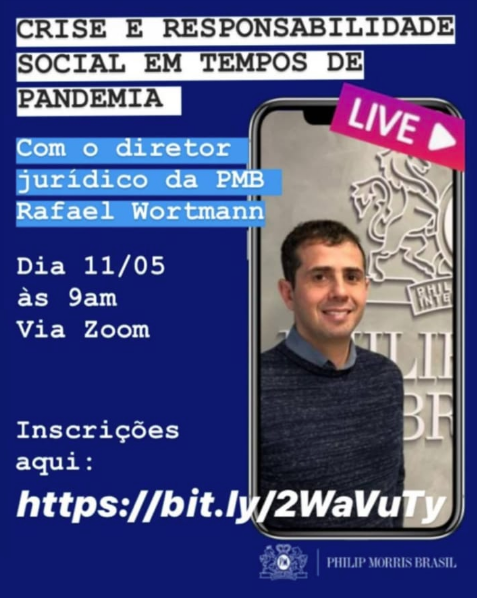 CRISE E RESPONSABILIDADE
SOCIAL EM TEMPOS DE
PANDEMIA
LIVE
Com o diretor
jurídico da PMB
Rafael Wortmann
Dia 11/05
às 9am
Via Zoom
Inscrições
aqui:
https://bit.ly/2WaVuTy
PHILIP MORRIS BRASIL